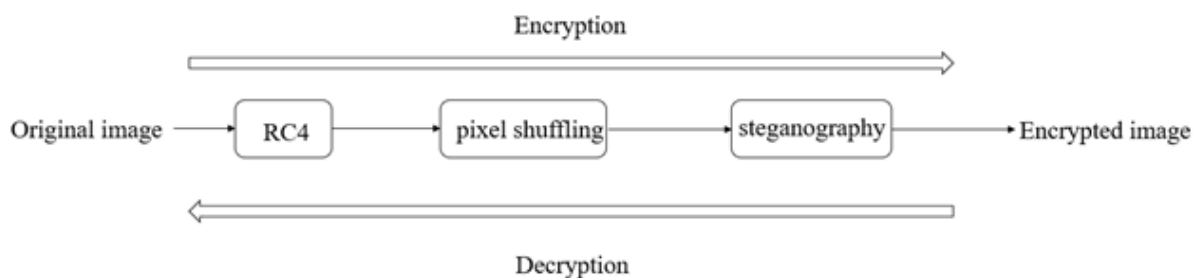 Encryption
Original image
RC4
pixel shuffling
steganography
Encrypted image
Decryption